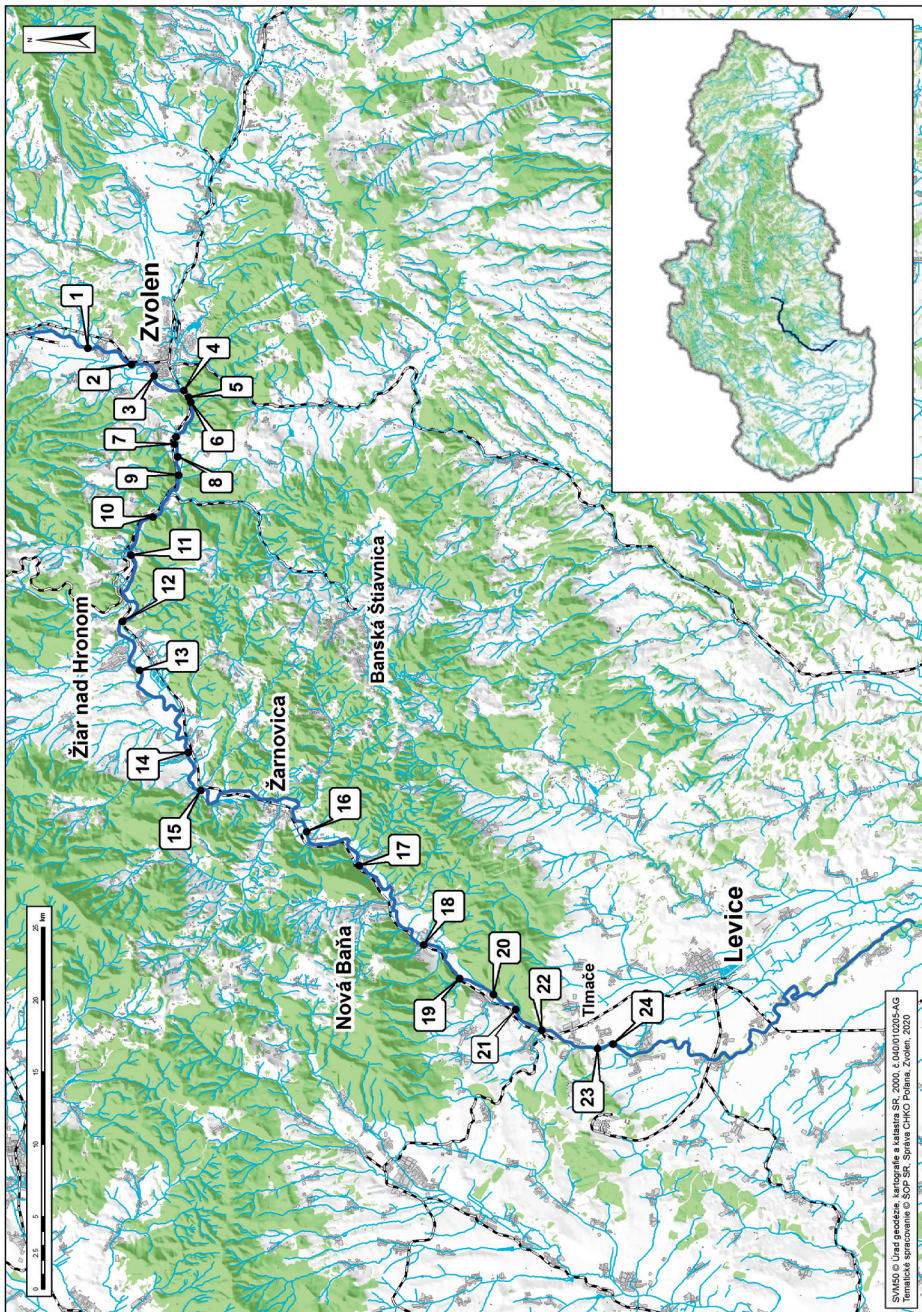 N
1
2
3
Zvolen
4
5
6
7
8
9
10
11
12
Žiar nad Hronom
13
14
15
Banská Štiavnica
Žarnovica
16
17
Nová Baňa
18
19
20
21
22
Tlmače
23
24
Levice
0 2.5 5 10 15 20 25 km
SVM50 © Úrad geodézie, kartografie a katastra SR, 2000, č.040/010205-AG
Tematické spracovanie © ŠOP SR, Správa CHKO Poľana, Zvolen, 2020